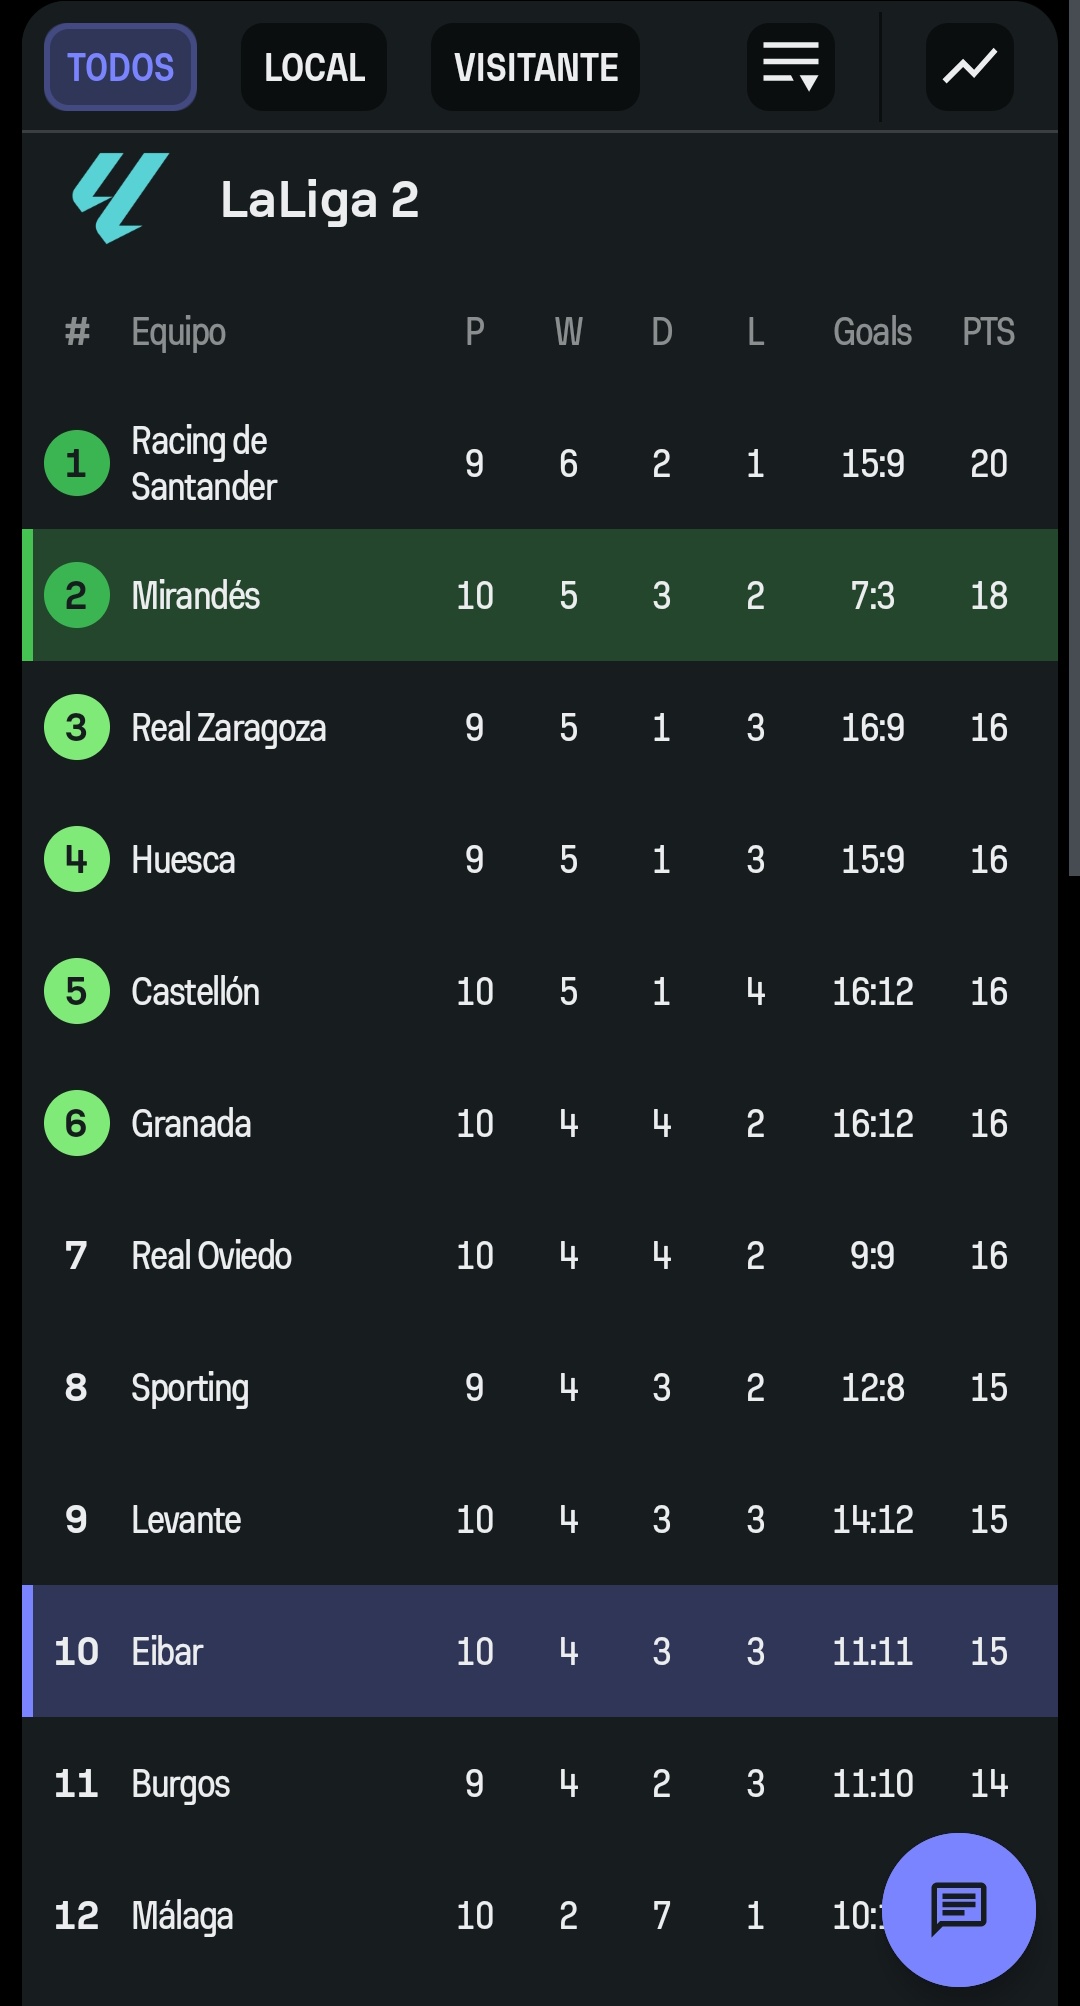 TODOS LOCAL VISITANTE
LaLiga 2
# Equipo P W D L Goals PTS
1 Racing de Santander 9 6 2 1 15:9 20
2 Mirandés 10 5 3 2 7:3 18
3 Real Zaragoza 9 5 1 3 16:9 16
4 Huesca 9 5 1 3 15:9 16
5 Castellón 10 5 1 4 16:12 16
6 Granada 10 4 4 2 16:12 16
7 Real Oviedo 10 4 4 2 9:9 16
8 Sporting 9 4 3 2 12:8 15
9 Levante 10 4 3 3 14:12 15
10 Eibar 10 4 3 3 11:11 15
11 Burgos 9 4 2 3 11:10 14
12 Málaga 10 2 7 1